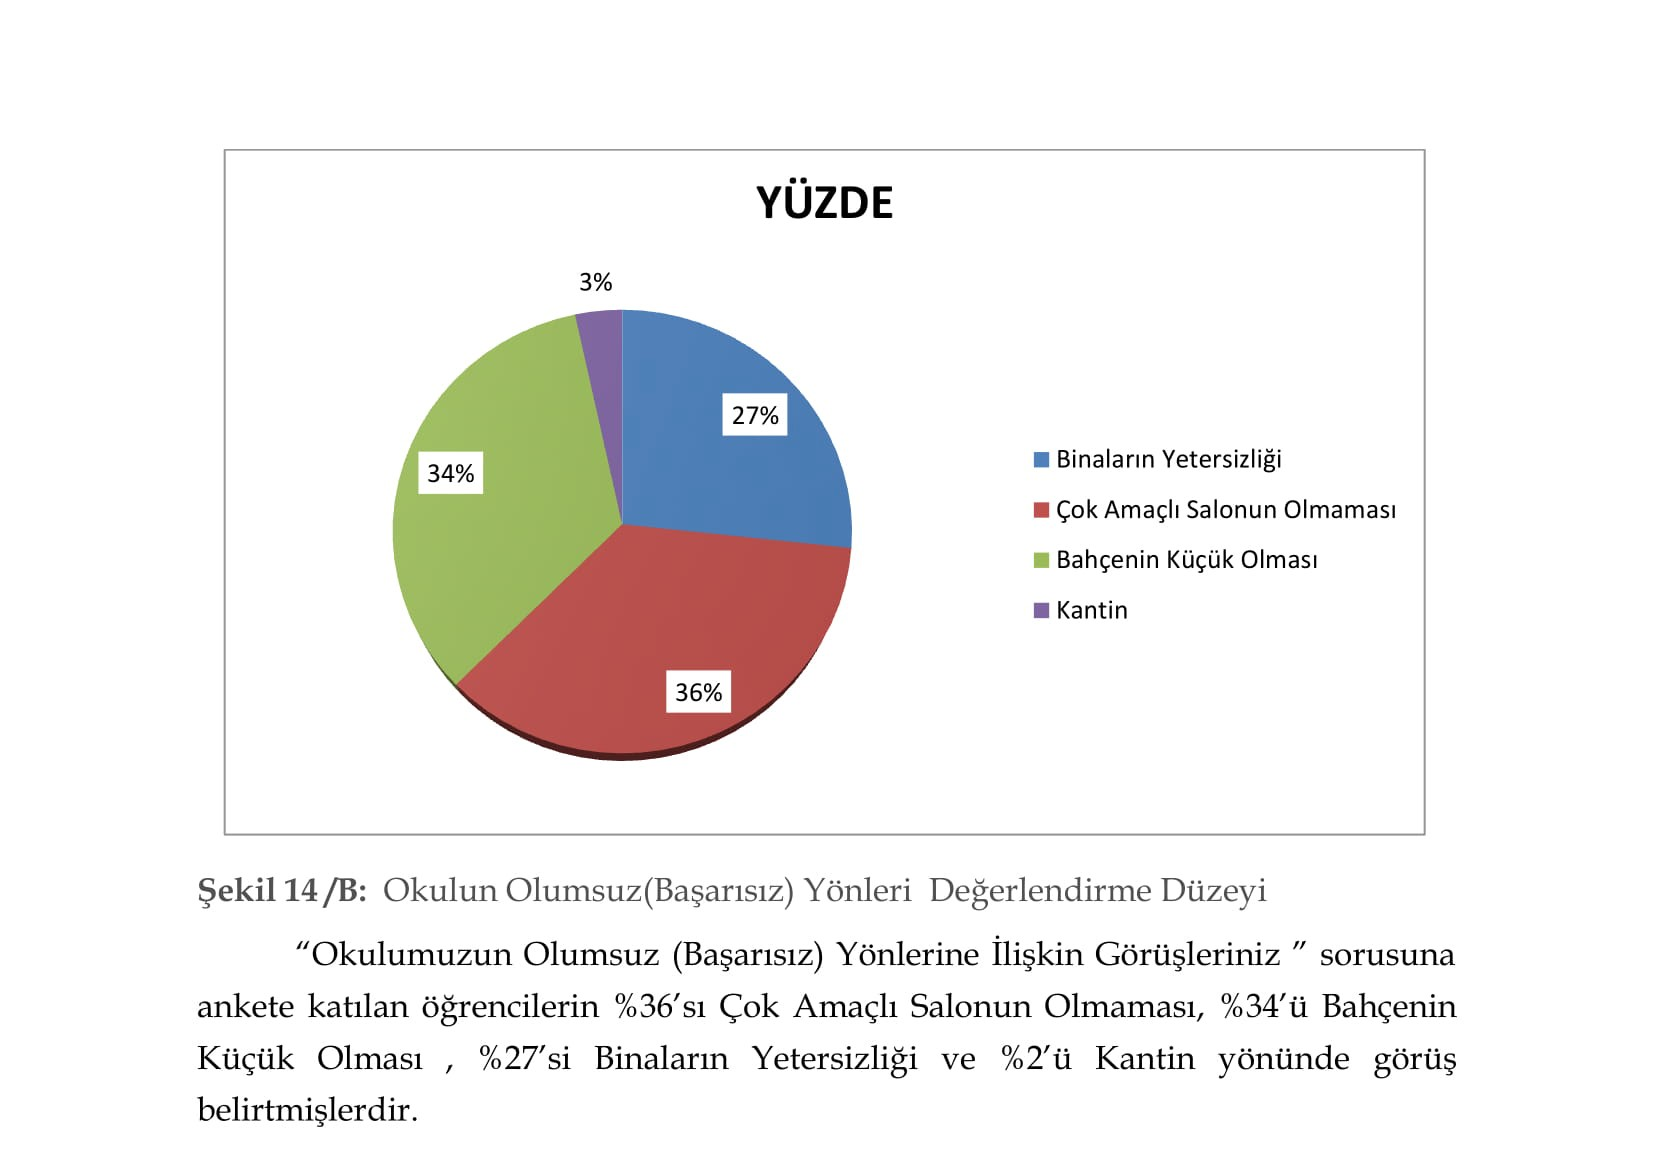 YÜZDE
3%
27%
34%
36%
Binaların Yetersizliği
Çok Amaçlı Salonun Olmaması
Bahçenin Küçük Olması
Kantin
Şekil 14/B: Okulun Olumsuz(Başarısız) Yönleri Değerlendirme Düzeyi
“Okulumuzun Olumsuz (Başarısız) Yönlerine İlişkin Görüşleriniz ” sorusuna
ankete katılan öğrencilerin %36’sı Çok Amaçlı Salonun Olmaması, %34’ü Bahçenin
Küçük Olması , %27’si Binaların Yetersizliği ve %2’ü Kantin yönünde görüş
belirtmişlerdir.